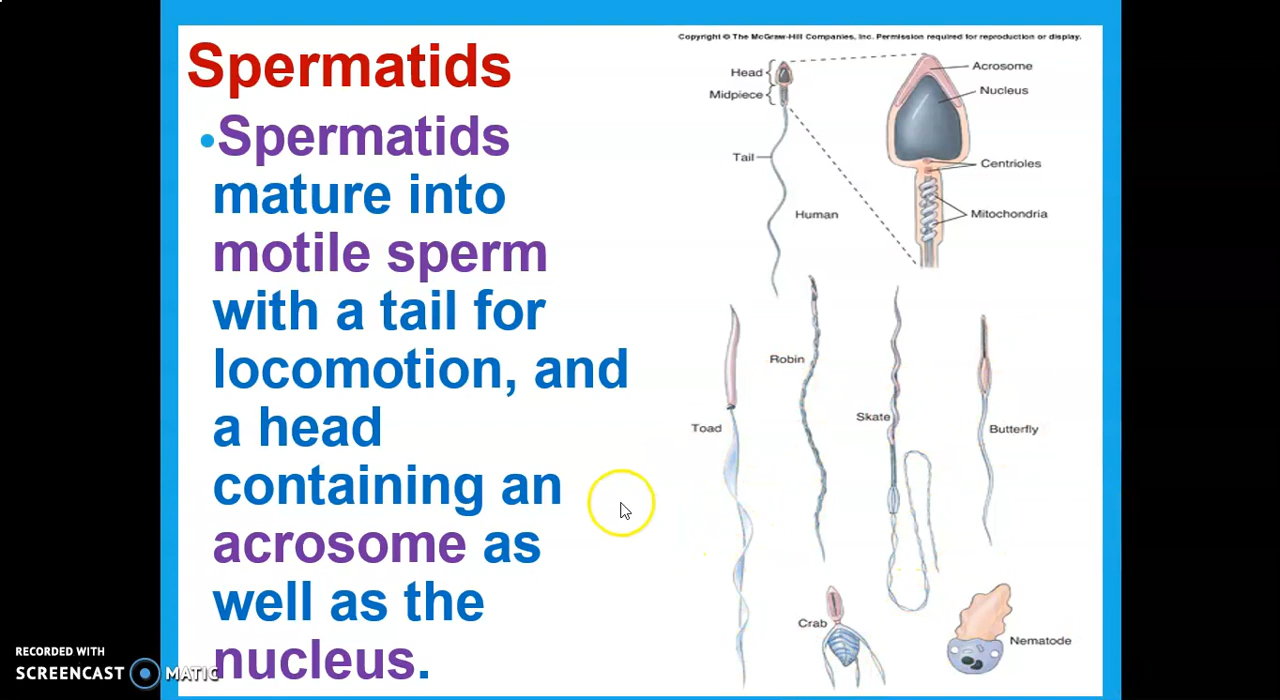 Copyright © The McGraw-Hill Companies, Inc. Permission required for reproduction or display.
Spermatids
•Spermatids
mature into
motile sperm
with a tail for
locomotion, and
a head
containing an
acrosome as
well as the
nucleus.
Head
Midpiece
Tail
Human
Acrosome
Nucleus
Centrioles
Mitochondria
Robin
Skate
Toad
Butterfly
Crab
Nematode
RECORDED WITH
SCREENCAST MATIC